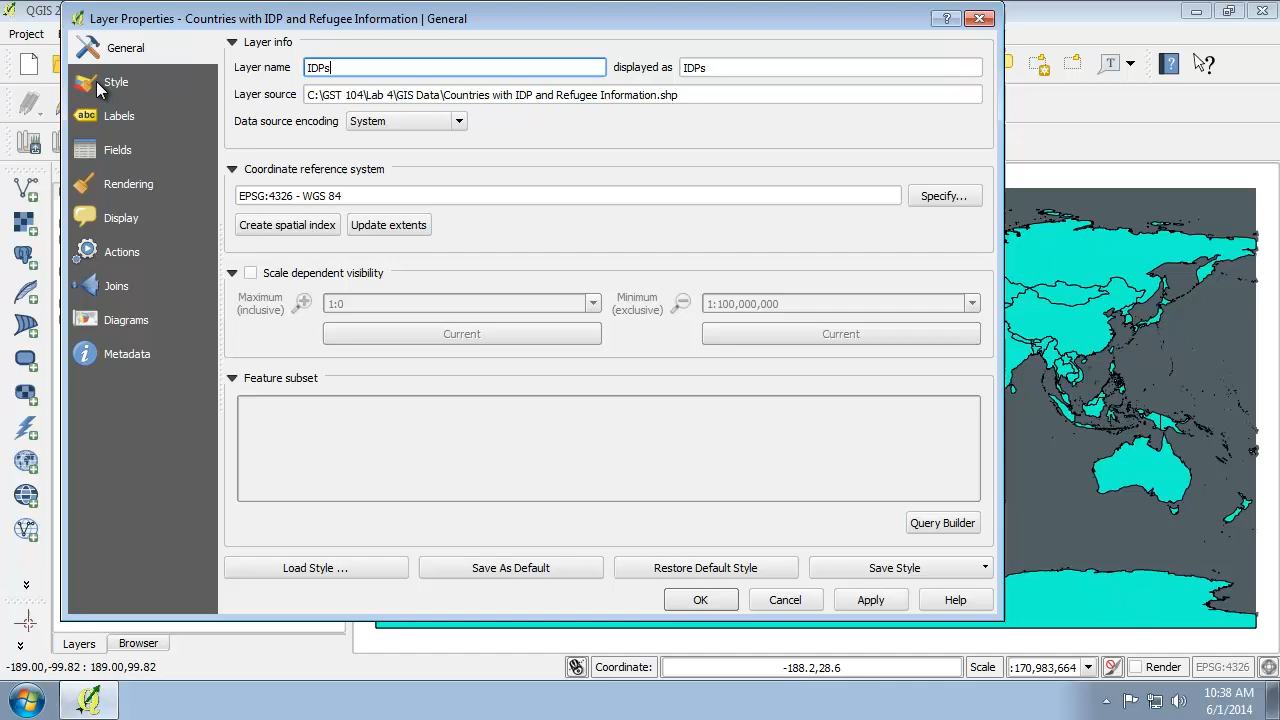 QGIS 2
Layer Properties - Countries with IDP and Refugee Information | General
Project
General
Style
Labels
Fields
Rendering
Display
Actions
Joins
Diagrams
Metadata
Layer info
Layer name IDPs displayed as IDPs
Layer source C:\GST 104\Lab 4\GIS Data\Countries with IDP and Refugee Information.shp
Data source encoding System
Coordinate reference system
EPSG:4326 - WGS 84 Specify...
Create spatial index Update extents
Scale dependent visibility
Maximum (inclusive) 1:0 Minimum (exclusive) 1:100,000,000
Current Current
Feature subset
Query Builder
Load Style ... Save As Default Restore Default Style Save Style
OK Cancel Apply Help
Layers Browser
-189.00,-99.82 : 189.00,99.82 Coordinate: -188.2,28.6 Scale :170,983,664 Render EPSG:4326
10:38 AM
6/1/2014